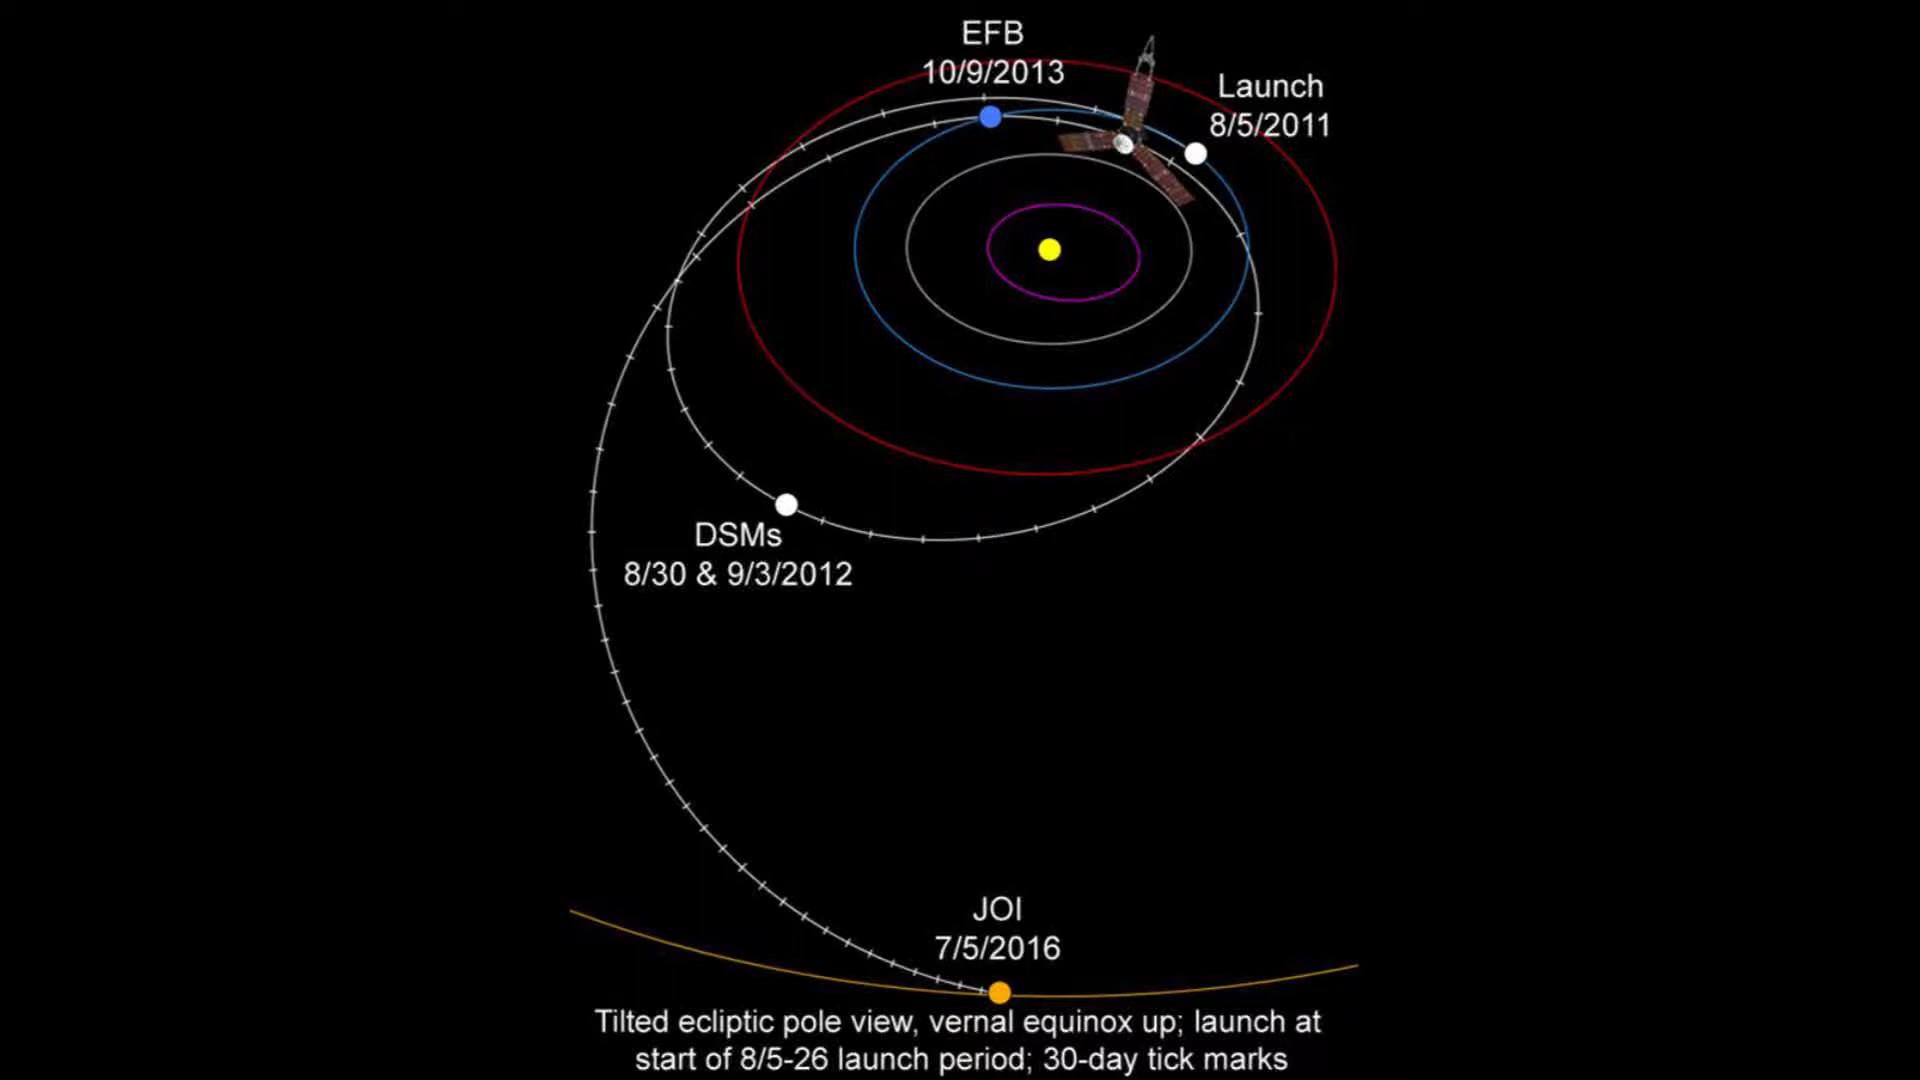 EFB
10/9/2013
Launch
8/5/2011
DSMs
8/30 & 9/3/2012
JOI
7/5/2016
Tilted ecliptic pole view, vernal equinox up; launch at
start of 8/5-26 launch period; 30-day tick marks